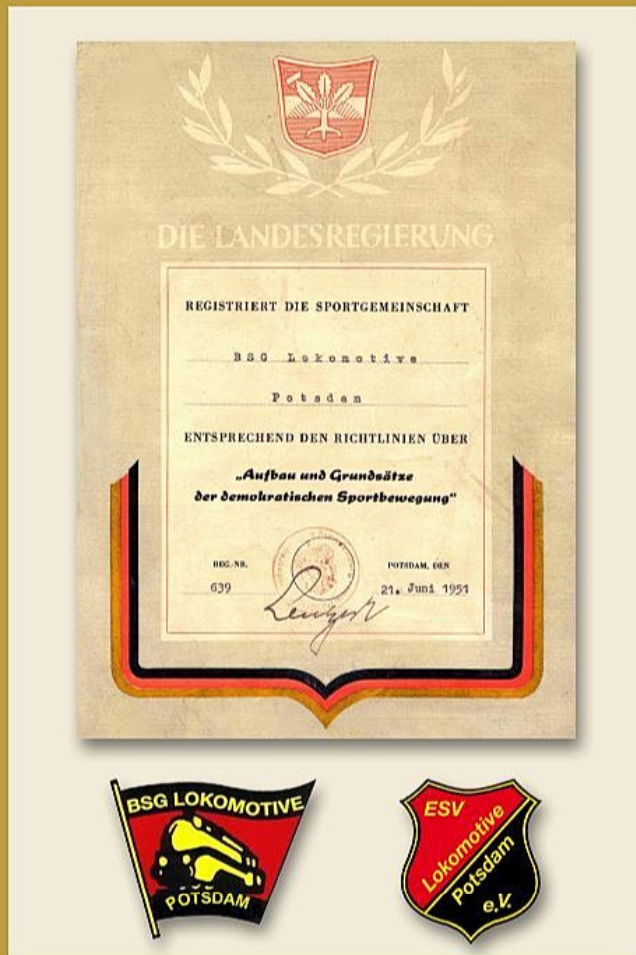 DIE LANDESREGIERUNG
REGISTRIERT DIE SPORTGEMEINSCHAFT
BSG Lokomotive
Potsdam
ENTSPRECHEND DEN RICHTLINIEN ÜBER
„Aufbau und Grundsätze
der demokratischen Sportbewegung“
REG.-NR.
639
POTSDAM, DEN
21. Juni 1951
BSG LOKOMOTIVE
POTSDAM
ESV
Lokomotive
Potsdam
e.V.